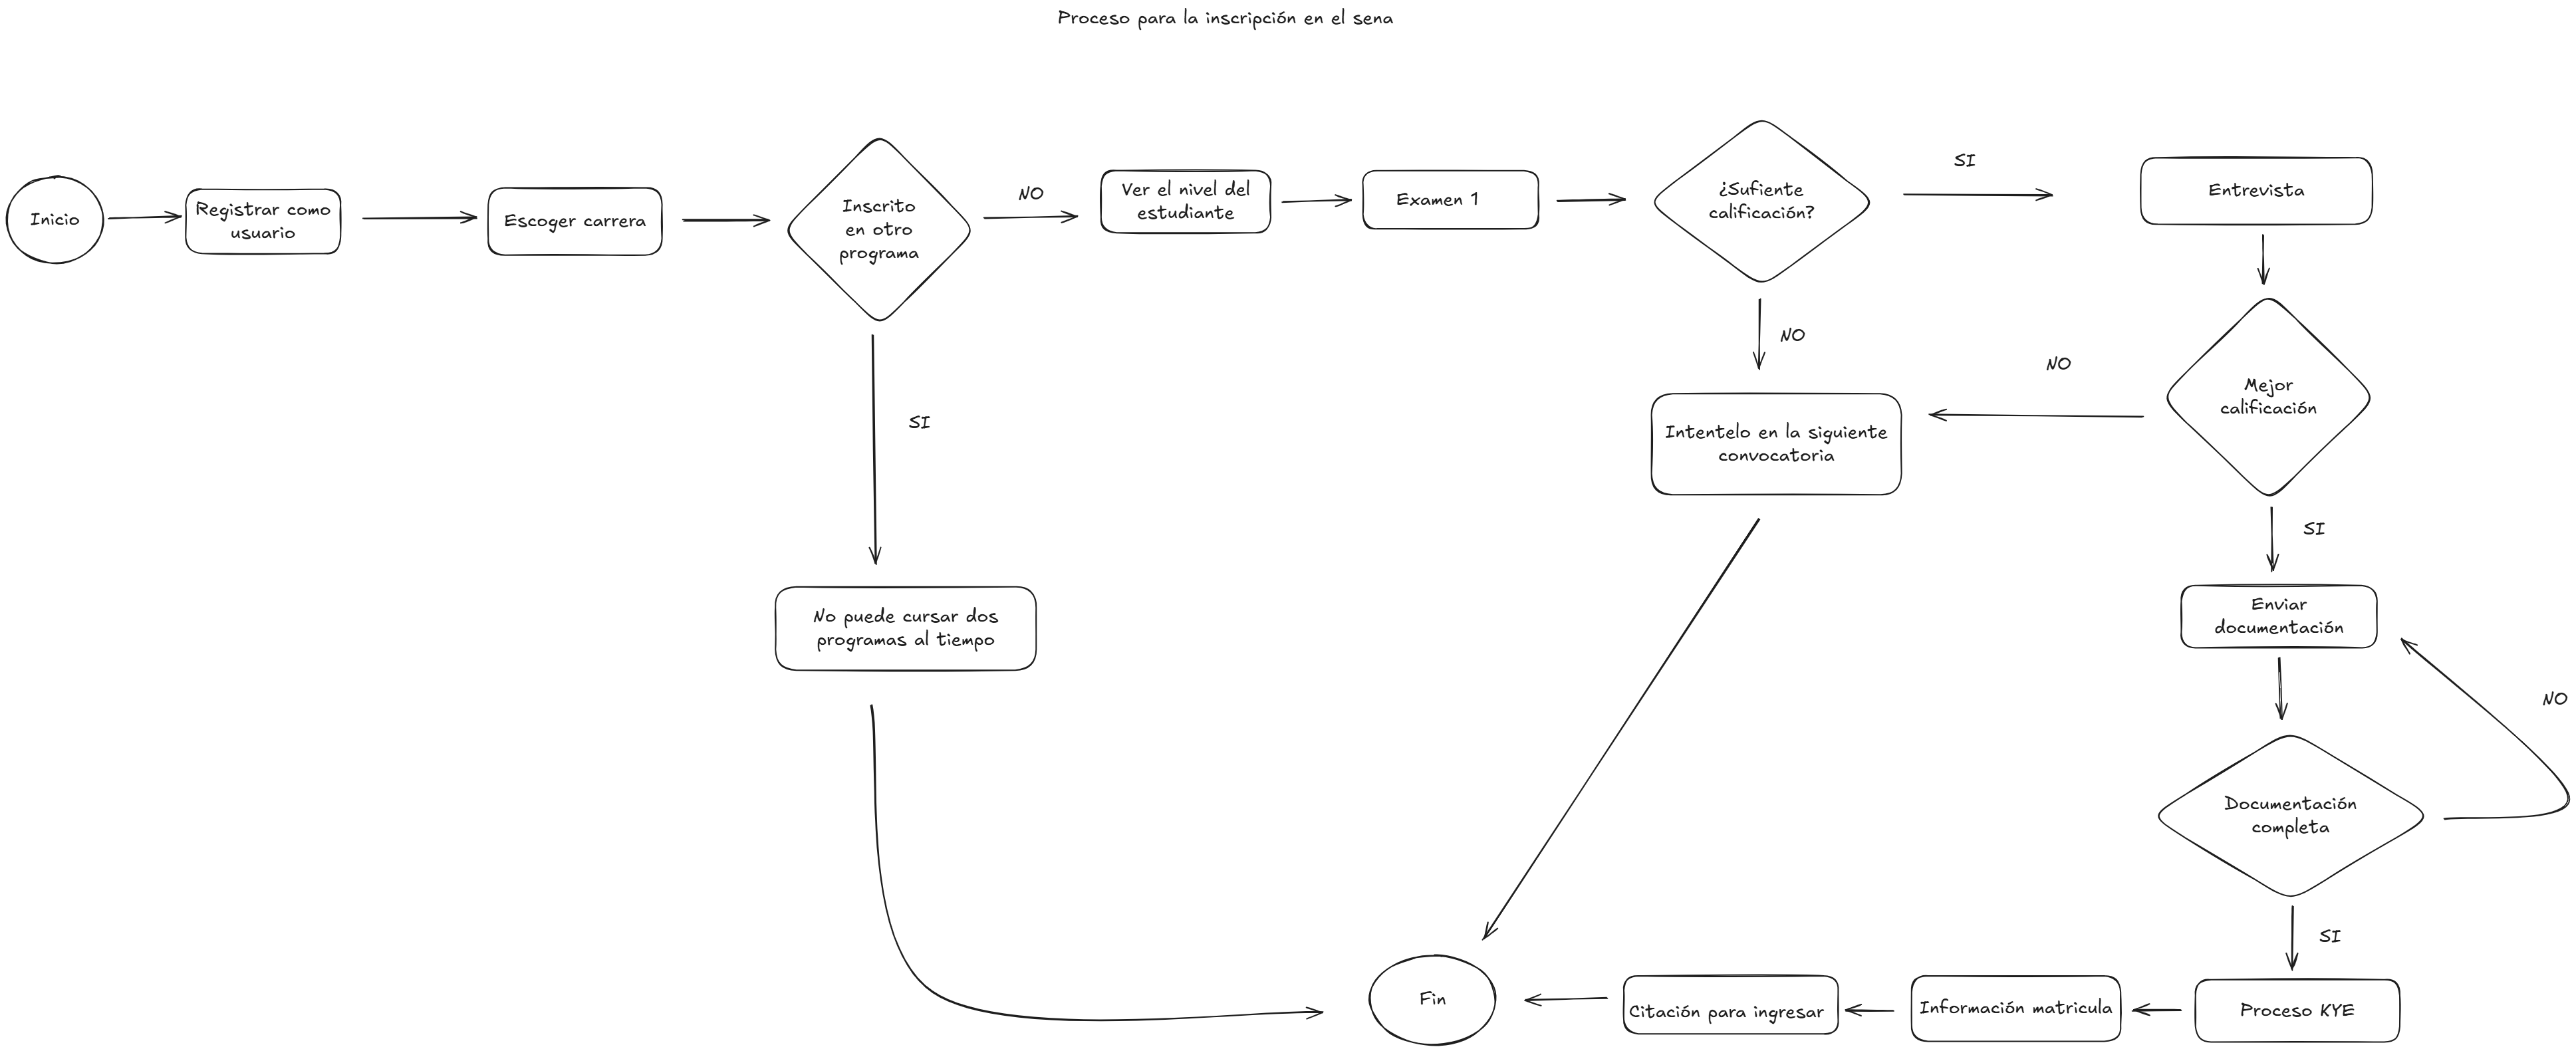 Proceso para la inscripción en el sena
Inicio
Registrar como
usuario
Escoger carrera
Inscrito
en otro
programa
NO
Ver el nivel del
estudiante
Examen 1
¿Sufiente
calificación?
SI
Entrevista
NO
Mejor
calificación
NO
Intentelo en la siguiente
convocatoria
SI
No puede cursar dos
programas al tiempo
SI
Enviar
documentación
NO
Documentación
completa
SI
Proceso KYE
Información matricula
Citación para ingresar
Fin